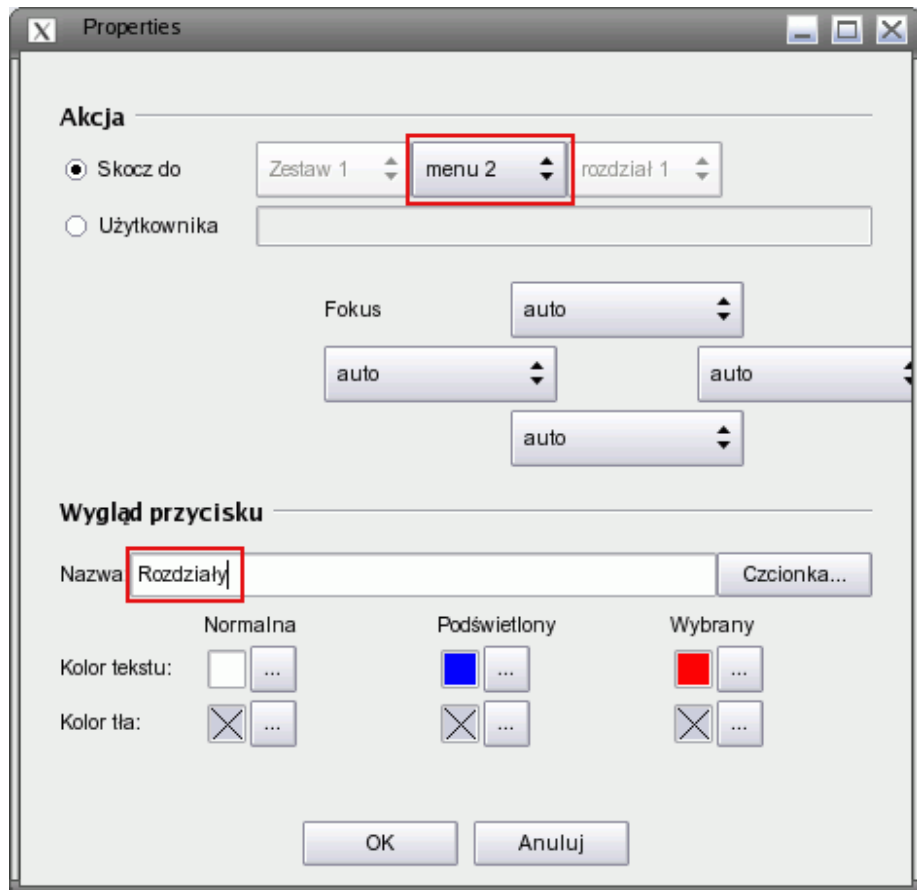 Properties
Akcja
Skocz do Zestaw 1 menu 2 rozdział 1
Użytkownika
Fokus auto
auto auto
auto
Wygląd przycisku
Nazwa Rozdziały Czcionka...
Normalna Podświetlony Wybrany
Kolor tekstu: ... ... ...
Kolor tła: ... ... ...
OK Anuluj